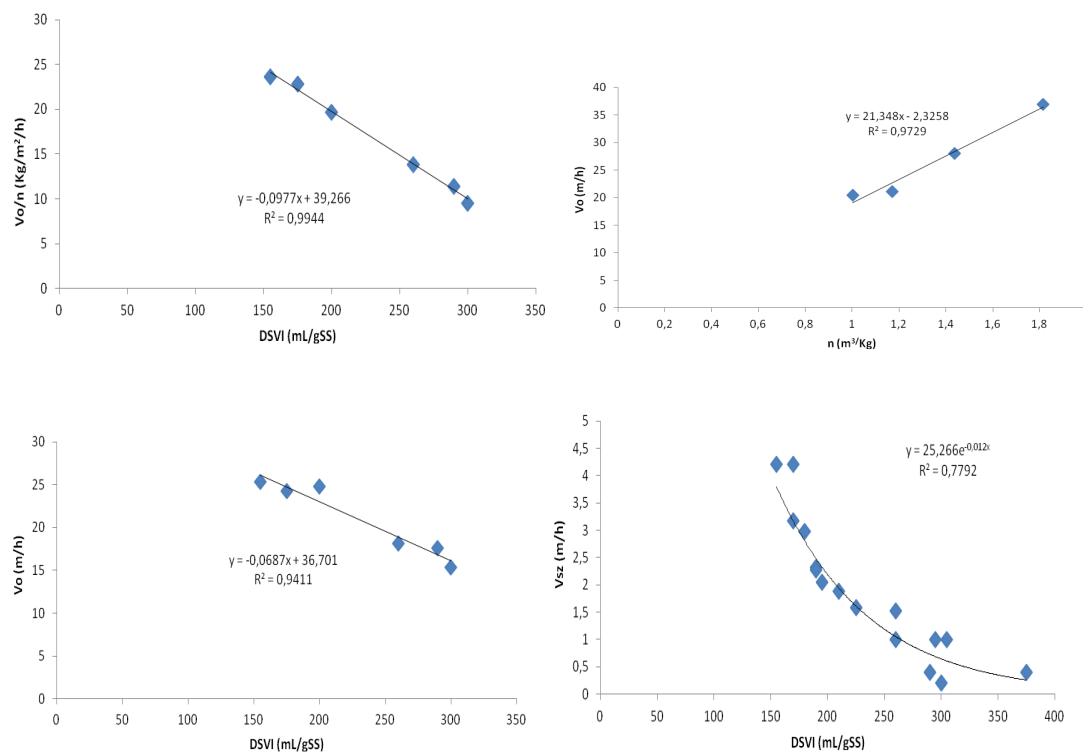 30
25
20
15
10
5
0
Vo/n (Kg/m²/h)
y = -0,0977x + 39,266
R² = 0,9944
0 50 100 150 200 250 300 350
DSVI (mL/gSS)
40
35
30
25
20
15
10
5
0
Vo (m/h)
y = 21,348x - 2,3258
R² = 0,9729
0 0,2 0,4 0,6 0,8 1 1,2 1,4 1,6 1,8
n (m³/Kg)
30
25
20
15
10
5
0
Vo (m/h)
y = -0,0687x + 36,701
R² = 0,9411
0 50 100 150 200 250 300 350
DSVI (mL/gSS)
5
4,5
4
3,5
3
2,5
2
1,5
1
0,5
0
Vsz (m/h)
y = 25,266e^-0,012x
R² = 0,7792
0 50 100 150 200 250 300 350 400
DSVI (mL/gSS)